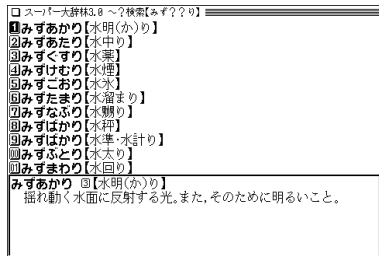 スーパー大辞林3.0 ~?検索【みず??り】
1みずあかり【水明(か)り】
2みずあたり【水中り】
3みずぐすり【水薬】
4みずけむり【水煙】
5みずごおり【水氷】
6みずたまり【水溜まり】
7みずなぶり【水嬲り】
8みずばかり【水秤】
9みずばかり【水準・水計り】
10みずぶとり【水太り】
11みずまわり【水回り】
みずあかり ③【水明(か)り】
揺れ動く水面に反射する光。また,そのために明るいこと。